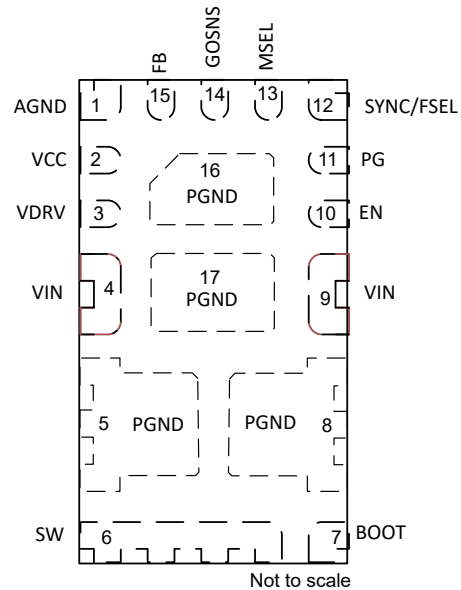 FB
GOSNS
MSEL
AGND 1 15 14 13 12 SYNC/FSEL
VCC 2 16 11 PG
PGND
VDRV 3 10 EN
17
VIN 4 PGND 9 VIN
5 PGND PGND 8
SW 6 7 BOOT
Not to scale